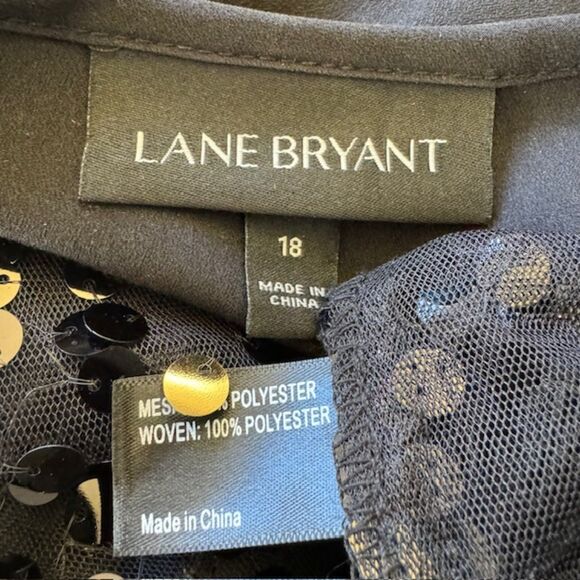 LANE BRYANT
18
MADE IN
CHINA
POLYESTER
WOVEN: 100% POLYESTER
Made in China